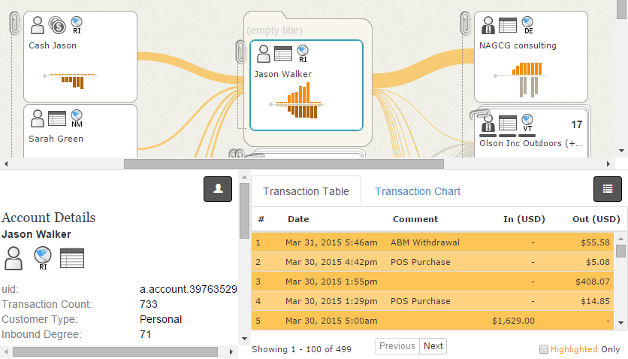 RI
Cash Jason
(empty title)
RI
Jason Walker
DE
NAGCG consulting
NM
Sarah Green
VT
17
Olson Inc Outdoors (+...
Account Details
Jason Walker
RI
uid: a.account.39763529
Transaction Count: 733
Customer Type: Personal
Inbound Degree: 71
Transaction Table Transaction Chart
# Date Comment In (USD) Out (USD)
1 Mar 31, 2015 5:46am ABM Withdrawal - $55.58
2 Mar 30, 2015 4:42pm POS Purchase - $5.08
3 Mar 30, 2015 1:55pm - $408.07
4 Mar 30, 2015 1:29pm POS Purchase - $14.85
5 Mar 30, 2015 5:00am $1,629.00 -
Showing 1 - 100 of 499 Previous Next Highlighted Only